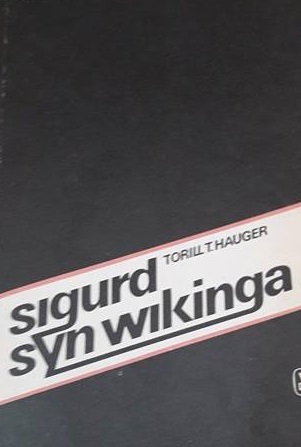 TORILL T. HAUGER
sigurd
syn wikinga